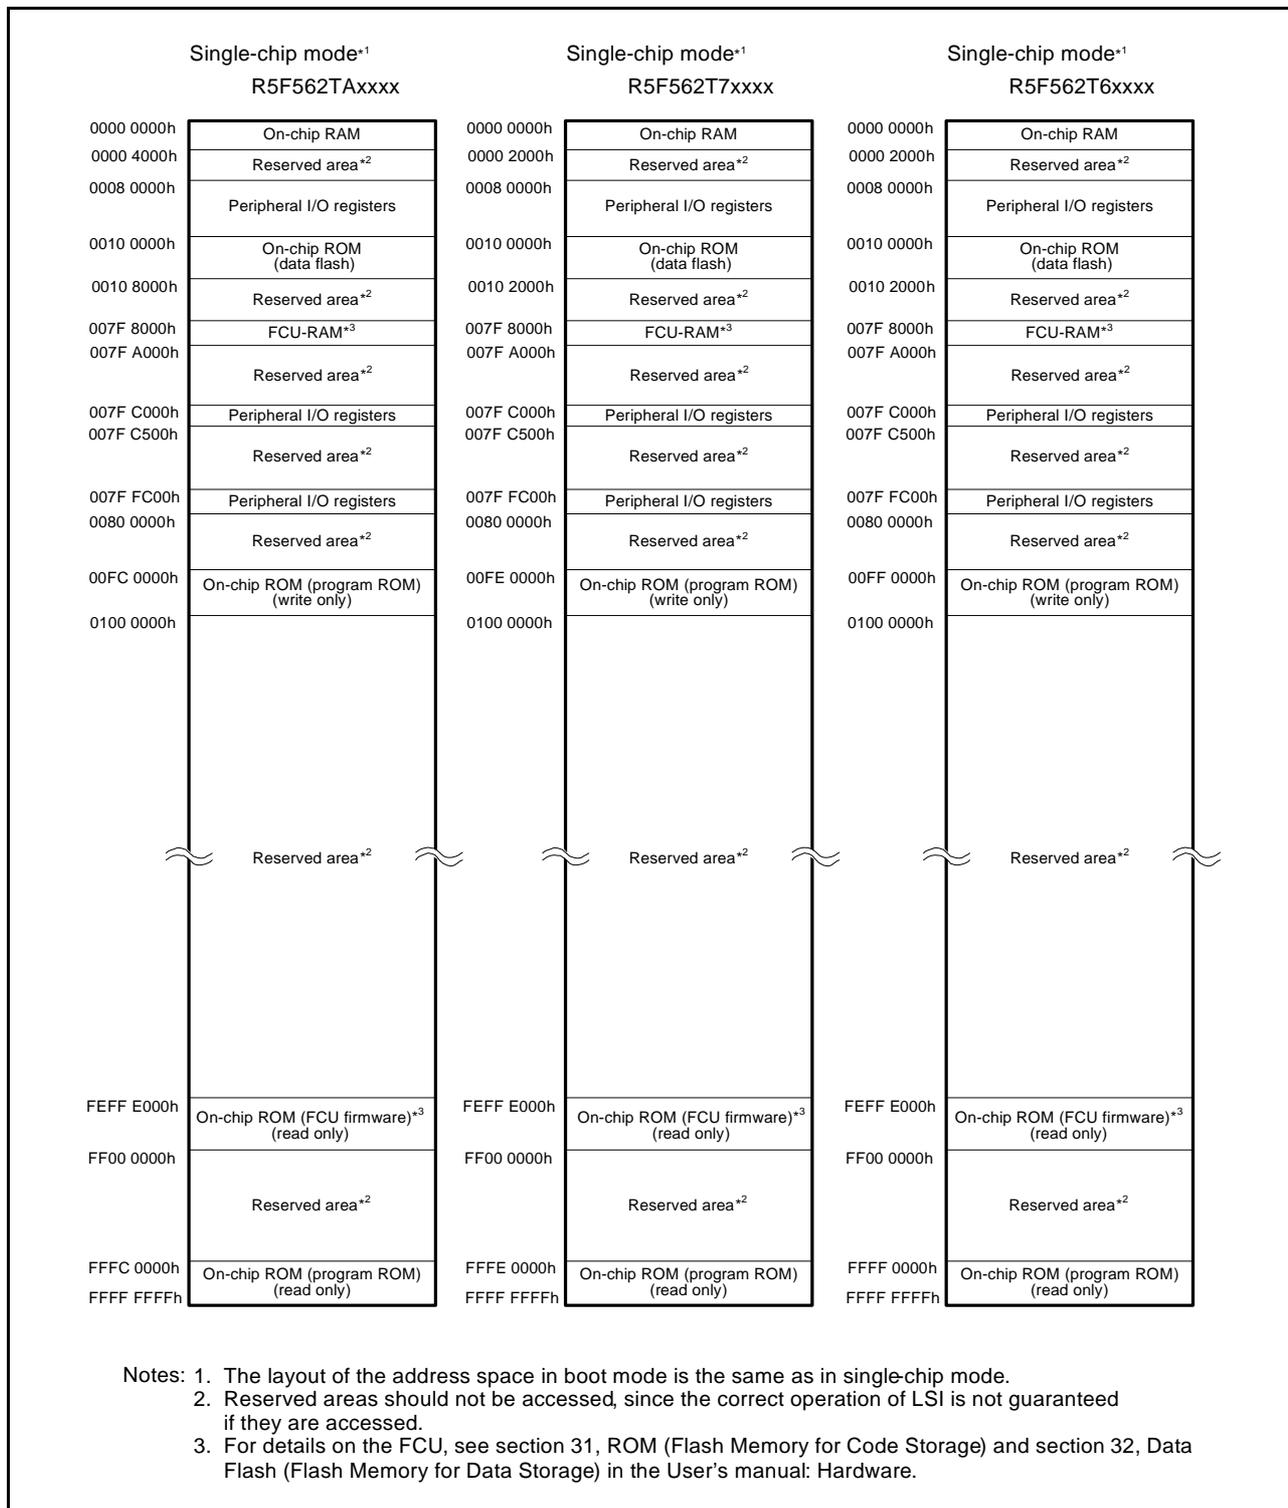 Single-chip mode*1
R5F562TAxxxx
0000 0000h
On-chip RAM
0000 4000h
Reserved area*2
0008 0000h
Peripheral I/O registers
0010 0000h
On-chip ROM
(data flash)
0010 8000h
Reserved area*2
007F 8000h
FCU-RAM*3
007F A000h
Reserved area*2
007F C000h
Peripheral I/O registers
007F C500h
Reserved area*2
007F FC00h
Peripheral I/O registers
0080 0000h
Reserved area*2
00FC 0000h
On-chip ROM (program ROM)
(write only)
0100 0000h
Reserved area*2
FEFF E000h
On-chip ROM (FCU firmware)*3
(read only)
FF00 0000h
Reserved area*2
FFFC 0000h
On-chip ROM (program ROM)
(read only)
FFFF FFFFh
Single-chip mode*1
R5F562T7xxxx
0000 0000h
On-chip RAM
0000 2000h
Reserved area*2
0008 0000h
Peripheral I/O registers
0010 0000h
On-chip ROM
(data flash)
0010 2000h
Reserved area*2
007F 8000h
FCU-RAM*3
007F A000h
Reserved area*2
007F C000h
Peripheral I/O registers
007F C500h
Reserved area*2
007F FC00h
Peripheral I/O registers
0080 0000h
Reserved area*2
00FE 0000h
On-chip ROM (program ROM)
(write only)
0100 0000h
Reserved area*2
FEFF E000h
On-chip ROM (FCU firmware)*3
(read only)
FF00 0000h
Reserved area*2
FFFE 0000h
On-chip ROM (program ROM)
(read only)
FFFF FFFFh
Single-chip mode*1
R5F562T6xxxx
0000 0000h
On-chip RAM
0000 2000h
Reserved area*2
0008 0000h
Peripheral I/O registers
0010 0000h
On-chip ROM
(data flash)
0010 2000h
Reserved area*2
007F 8000h
FCU-RAM*3
007F A000h
Reserved area*2
007F C000h
Peripheral I/O registers
007F C500h
Reserved area*2
007F FC00h
Peripheral I/O registers
0080 0000h
Reserved area*2
00FF 0000h
On-chip ROM (program ROM)
(write only)
0100 0000h
Reserved area*2
FEFF E000h
On-chip ROM (FCU firmware)*3
(read only)
FF00 0000h
Reserved area*2
FFFF 0000h
On-chip ROM (program ROM)
(read only)
FFFF FFFFh
Notes: 1. The layout of the address space in boot mode is the same as in single-chip mode.
2. Reserved areas should not be accessed, since the correct operation of LSI is not guaranteed
if they are accessed.
3. For details on the FCU, see section 31, ROM (Flash Memory for Code Storage) and section 32, Data
Flash (Flash Memory for Data Storage) in the User's manual: Hardware.